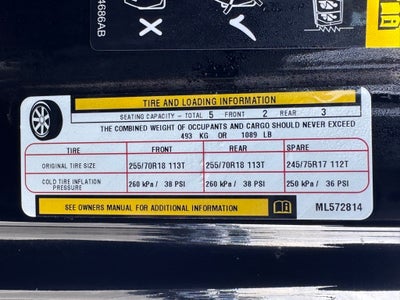 4686AB
TIRE AND LOADING INFORMATION
SEATING CAPACITY - TOTAL 5 FRONT 2 REAR 3
THE COMBINED WEIGHT OF OCCUPANTS AND CARGO SHOULD NEVER EXCEED
493 KG OR 1089 LB
TIRE FRONT REAR SPARE
ORIGINAL TIRE SIZE 255/70R18 113T 255/70R18 113T 245/75R17 112T
COLD TIRE INFLATION PRESSURE 260 kPa / 38 PSI 260 kPa / 38 PSI 250 kPa / 36 PSI
SEE OWNERS MANUAL FOR ADDITIONAL INFORMATION
ML572814